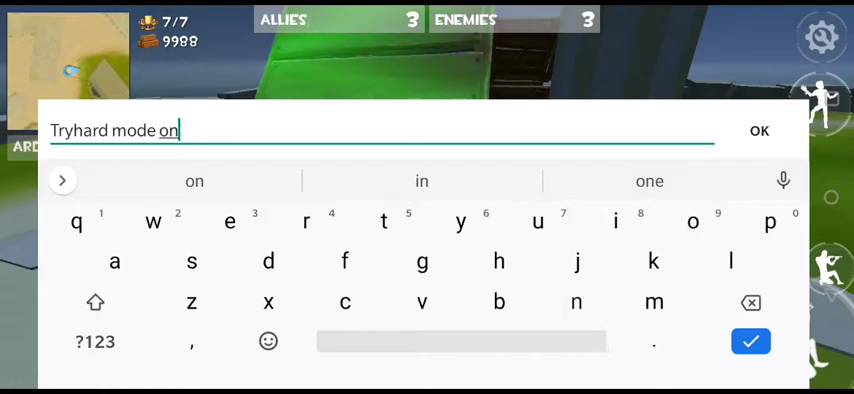 7/7
9988
ALLIES 3 ENEMIES 3
Tryhard mode on
OK
ARD
on in one
q 1 w 2 e 3 r 4 t 5 y 6 u 7 i 8 o 9 p 0
a s d f g h j k l
z x c v b n m
?123 , .